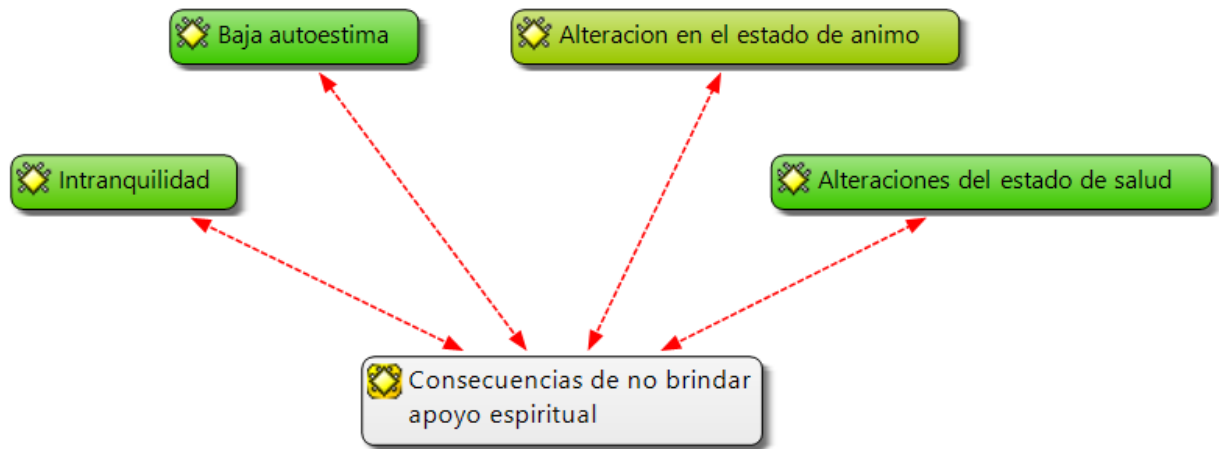 Baja autoestima
Alteracion en el estado de animo
Intranquilidad
Alteraciones del estado de salud
Consecuencias de no brindar
apoyo espiritual